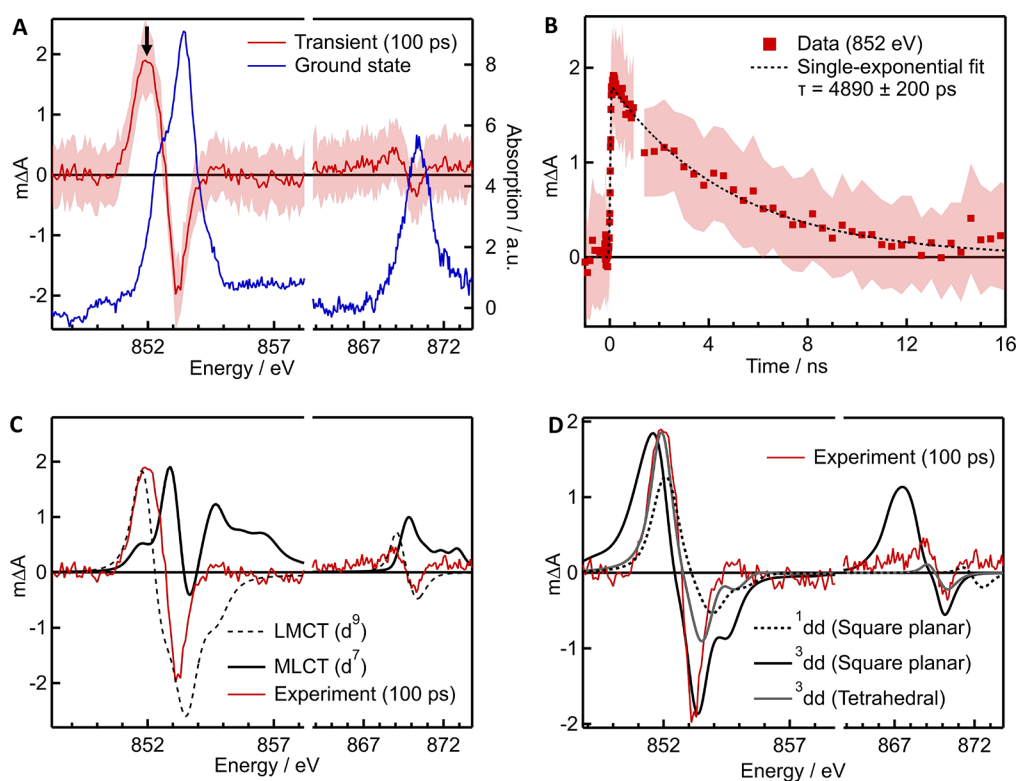 A
Transient (100 ps)
Ground state
mΔA
2
1
0
-1
-2
8
6
4
2
0
Absorption / a.u.
852
857
867
872
Energy / eV
B
Data (852 eV)
Single-exponential fit
τ = 4890 ± 200 ps
mΔA
2
1
0
0
4
8
12
16
Time / ns
C
mΔA
2
1
0
-1
-2
LMCT (d⁹)
MLCT (d⁷)
Experiment (100 ps)
852
857
867
872
Energy / eV
D
Experiment (100 ps)
mΔA
2
1
0
-1
-2
¹dd (Square planar)
³dd (Square planar)
³dd (Tetrahedral)
852
857
867
872
Energy / eV